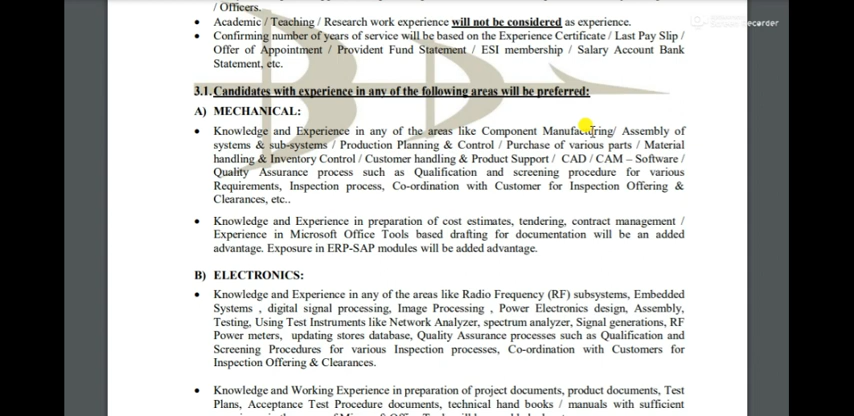 / Officers.
• Academic / Teaching / Research work experience will not be considered as experience.
• Confirming number of years of service will be based on the Experience Certificate / Last Pay Slip /
Offer of Appointment / Provident Fund Statement / ESI membership / Salary Account Bank
Statement, etc.
3.1. Candidates with experience in any of the following areas will be preferred:
A) MECHANICAL:
• Knowledge and Experience in any of the areas like Component Manufacturing/ Assembly of
systems & sub-systems / Production Planning & Control / Purchase of various parts / Material
handling & Inventory Control / Customer handling & Product Support / CAD / CAM – Software /
Quality Assurance process such as Qualification and screening procedure for various
Requirements, Inspection process, Co-ordination with Customer for Inspection Offering &
Clearances, etc..
• Knowledge and Experience in preparation of cost estimates, tendering, contract management /
Experience in Microsoft Office Tools based drafting for documentation will be an added
advantage. Exposure in ERP-SAP modules will be added advantage.
B) ELECTRONICS:
• Knowledge and Experience in any of the areas like Radio Frequency (RF) subsystems, Embedded
Systems , digital signal processing, Image Processing , Power Electronics design, Assembly,
Testing, Using Test Instruments like Network Analyzer, spectrum analyzer, Signal generations, RF
Power meters, updating stores database, Quality Assurance processes such as Qualification and
Screening Procedures for various Inspection processes, Co-ordination with Customers for
Inspection Offering & Clearances.
• Knowledge and Working Experience in preparation of project documents, product documents, Test
Plans, Acceptance Test Procedure documents, technical hand books / manuals with sufficient